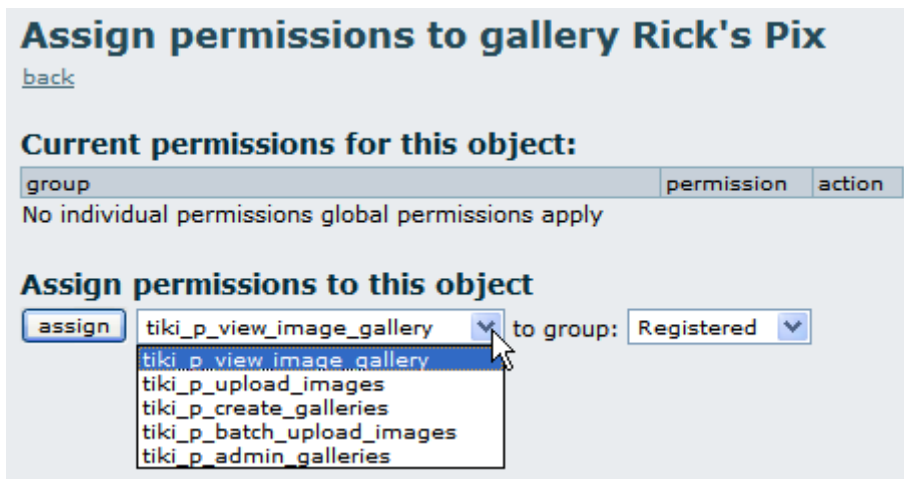 Assign permissions to gallery Rick's Pix
back
Current permissions for this object:
group permission action
No individual permissions global permissions apply
Assign permissions to this object
assign tiki_p_view_image_gallery to group: Registered
tiki_p_view_image_gallery
tiki_p_upload_images
tiki_p_create_galleries
tiki_p_batch_upload_images
tiki_p_admin_galleries